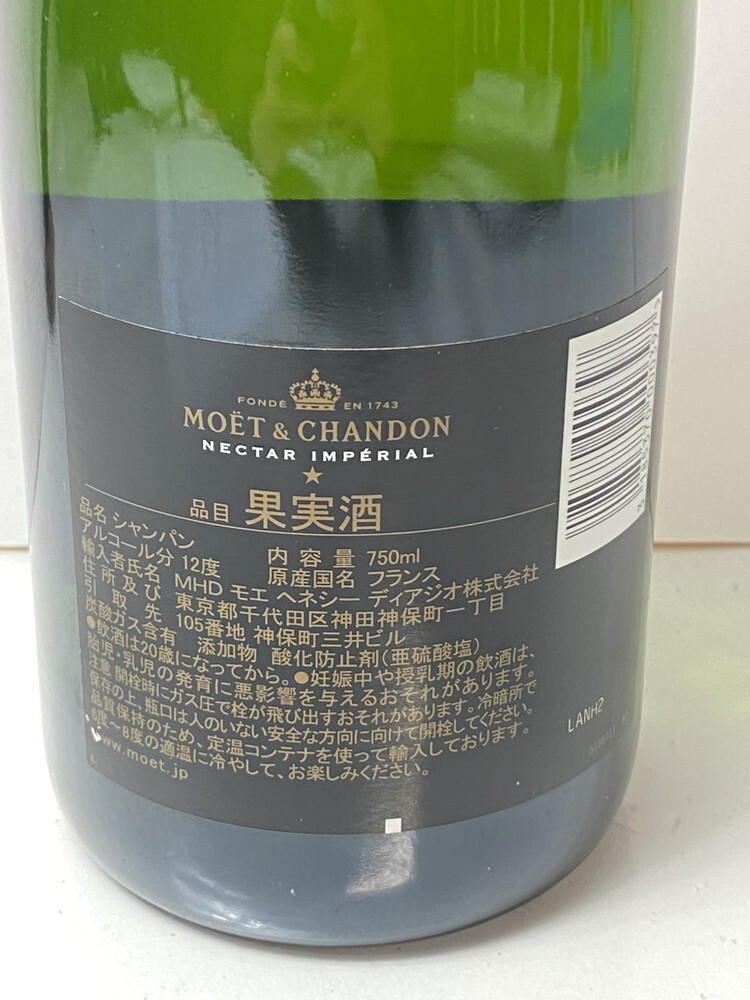 FONDÉ EN 1743
MOËT & CHANDON
NECTAR IMPÉRIAL
品目 果実酒
品名 シャンパン
アルコール分 12度 内容量 750ml
輸入者氏名 原産国名 フランス
住所及び MHD モエ ヘネシー ディアジオ株式会社
引取先 東京都千代田区神田神保町一丁目
105番地 神保町三井ビル
炭酸ガス含有 添加物 酸化防止剤(亜硫酸塩)
●飲酒は20歳になってから。●妊娠中や授乳期の飲酒は、
胎児・乳児の発育に悪影響を与えるおそれがあります。
注意 開栓時にガス圧で栓が飛び出すおそれがあります。冷暗所で
保存の上、瓶口は人のいない安全な方向に向けて開栓してください。
品質保持のため、定温コンテナを使って輸入しております。
6度〜8度の適温に冷やして、お楽しみください。
www.moet.jp
LANH2